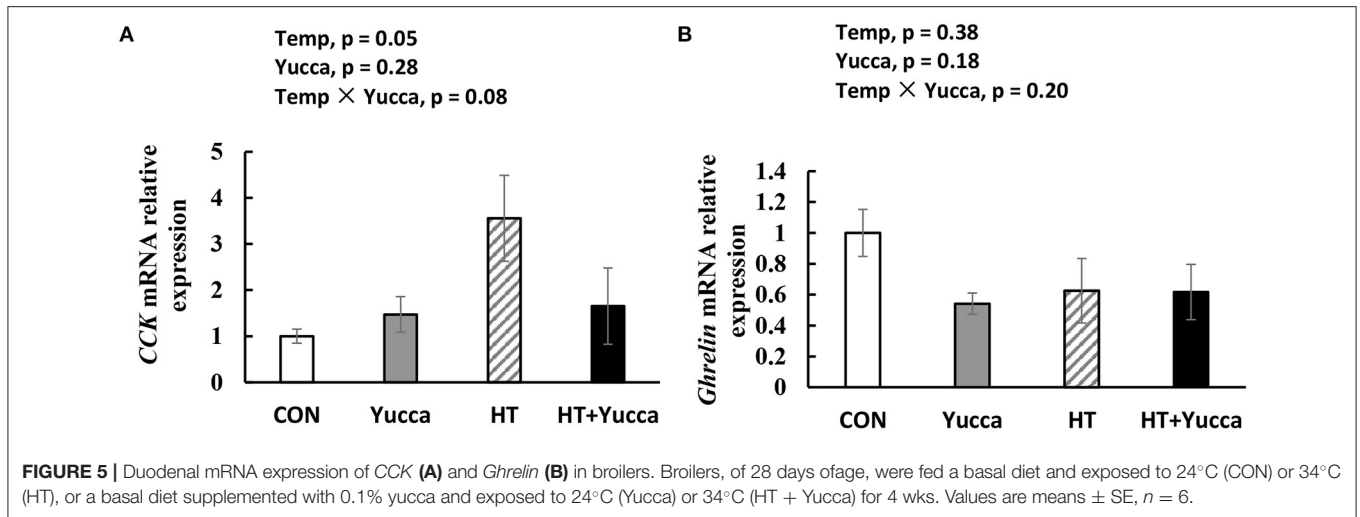 A
Temp, p = 0.05
Yucca, p = 0.28
Temp × Yucca, p = 0.08
CCK mRNA relative
expression
5
4
3
2
1
0
CON Yucca HT HT+Yucca
B
Temp, p = 0.38
Yucca, p = 0.18
Temp × Yucca, p = 0.20
Ghrelin mRNA relative
expression
1.4
1.2
1
0.8
0.6
0.4
0.2
0
CON Yucca HT HT+Yucca
FIGURE 5 | Duodenal mRNA expression of CCK (A) and Ghrelin (B) in broilers. Broilers, of 28 days ofage, were fed a basal diet and exposed to 24°C (CON) or 34°C
(HT), or a basal diet supplemented with 0.1% yucca and exposed to 24°C (Yucca) or 34°C (HT + Yucca) for 4 wks. Values are means ± SE, n = 6.